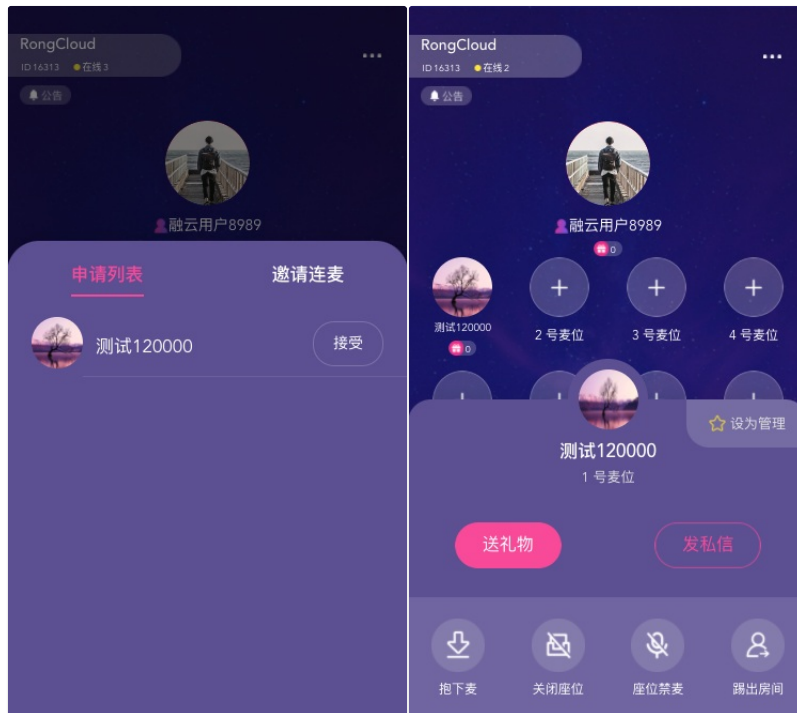 RongCloud
ID 16313 在线 3
公告
融云用户8989
申请列表 邀请连麦
测试120000 接受
RongCloud
ID 16313 在线 2
公告
融云用户8989
0
测试120000 2 号麦位 3 号麦位 4 号麦位
0
设为管理
测试120000
1 号麦位
送礼物 发私信
抱下麦 关闭座位 座位禁麦 踢出房间